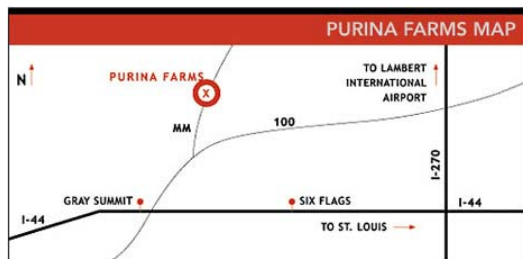 PURINA FARMS MAP
N
PURINA FARMS
X
TO LAMBERT
INTERNATIONAL
AIRPORT
MM
100
I-270
GRAY SUMMIT
SIX FLAGS
I-44
I-44
TO ST. LOUIS